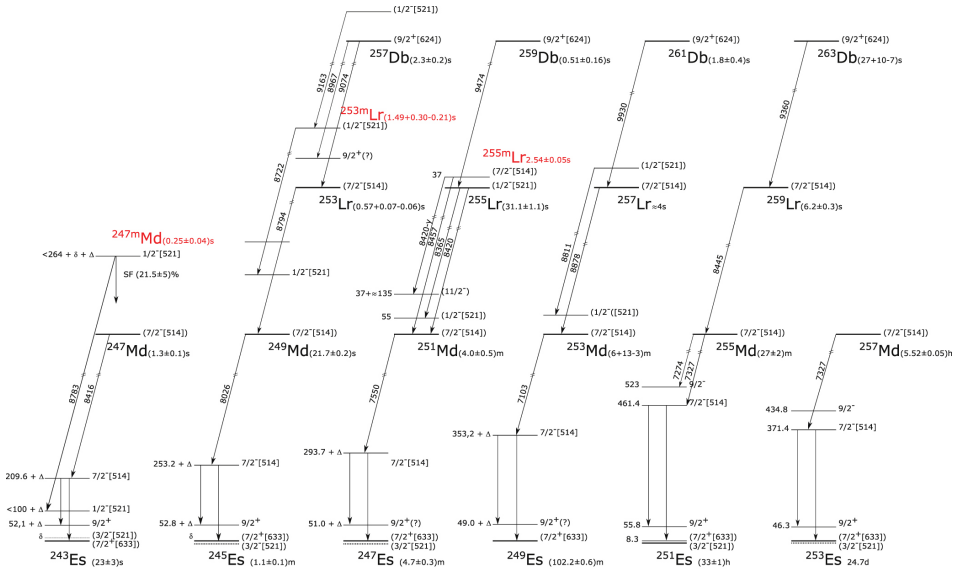 (1/2⁻[521])
(9/2⁺[624])
²⁵⁷Db(2.3±0.2)s
9163
8967
9074
²⁵³ᵐLr(1.49+0.30-0.21)s
(1/2⁻[521])
9/2⁺(?)
8722
(7/2⁻[514])
²⁵³Lr(0.57+0.07-0.06)s
8794
1/2⁻[521]
(7/2⁻[514])
²⁴⁹Md(21.7±0.2)s
8026
253.2 + Δ
7/2⁻[514]
52.8 + Δ
9/2⁺
δ
(7/2⁺[633])
(3/2⁻[521])
²⁴⁵Es (1.1±0.1)m
²⁴⁷ᵐMd(0.25±0.04)s
<264 + δ + Δ
1/2⁻[521]
SF (21.5±5)%
(7/2⁻[514])
²⁴⁷Md(1.3±0.1)s
8783
8416
209.6 + Δ
7/2⁻[514]
<100 + Δ
1/2⁻[521]
52,1 + Δ
9/2⁺
δ
(3/2⁻[521])
(7/2⁺[633])
²⁴³Es (23±3)s
(9/2⁺[624])
²⁵⁹Db(0.51±0.16)s
9474
²⁵⁵ᵐLr2.54±0.05s
37
(7/2⁻[514])
(1/2⁻[521])
²⁵⁵Lr(31.1±1.1)s
8420-γ
8457
8365
8420
37+≈135
(11/2⁻)
55
(1/2⁻[521])
(7/2⁻[514])
²⁵¹Md(4.0±0.5)m
7550
293.7 + Δ
7/2⁻[514]
51.0 + Δ
9/2⁺(?)
(7/2⁺[633])
(3/2⁻[521])
²⁴⁷Es (4.7±0.3)m
(9/2⁺[624])
²⁶¹Db(1.8±0.4)s
9930
(1/2⁻[521])
(7/2⁻[514])
²⁵⁷Lr≈4s
8811
8878
(1/2⁻([521])
(7/2⁻[514])
²⁵³Md(6+13-3)m
7103
353,2 + Δ
7/2⁻[514]
49.0 + Δ
9/2⁺(?)
(7/2⁺[633])
²⁴⁹Es (102.2±0.6)m
(9/2⁺[624])
²⁶³Db(27+10-7)s
9360
(7/2⁻[514])
²⁵⁹Lr(6.2±0.3)s
8445
(7/2⁻[514])
²⁵⁵Md(27±2)m
7274
7327
523
9/2⁻
461.4
7/2⁻[514]
55.8
9/2⁺
8.3
(7/2⁺[633])
(3/2⁻[521])
²⁵¹Es (33±1)h
(7/2⁻[514])
²⁵⁷Md(5.52±0.05)h
7327
434.8
9/2⁻
371.4
7/2⁻[514]
46.3
9/2⁺
(7/2⁺[633])
(3/2⁻[521])
²⁵³Es 24.7d